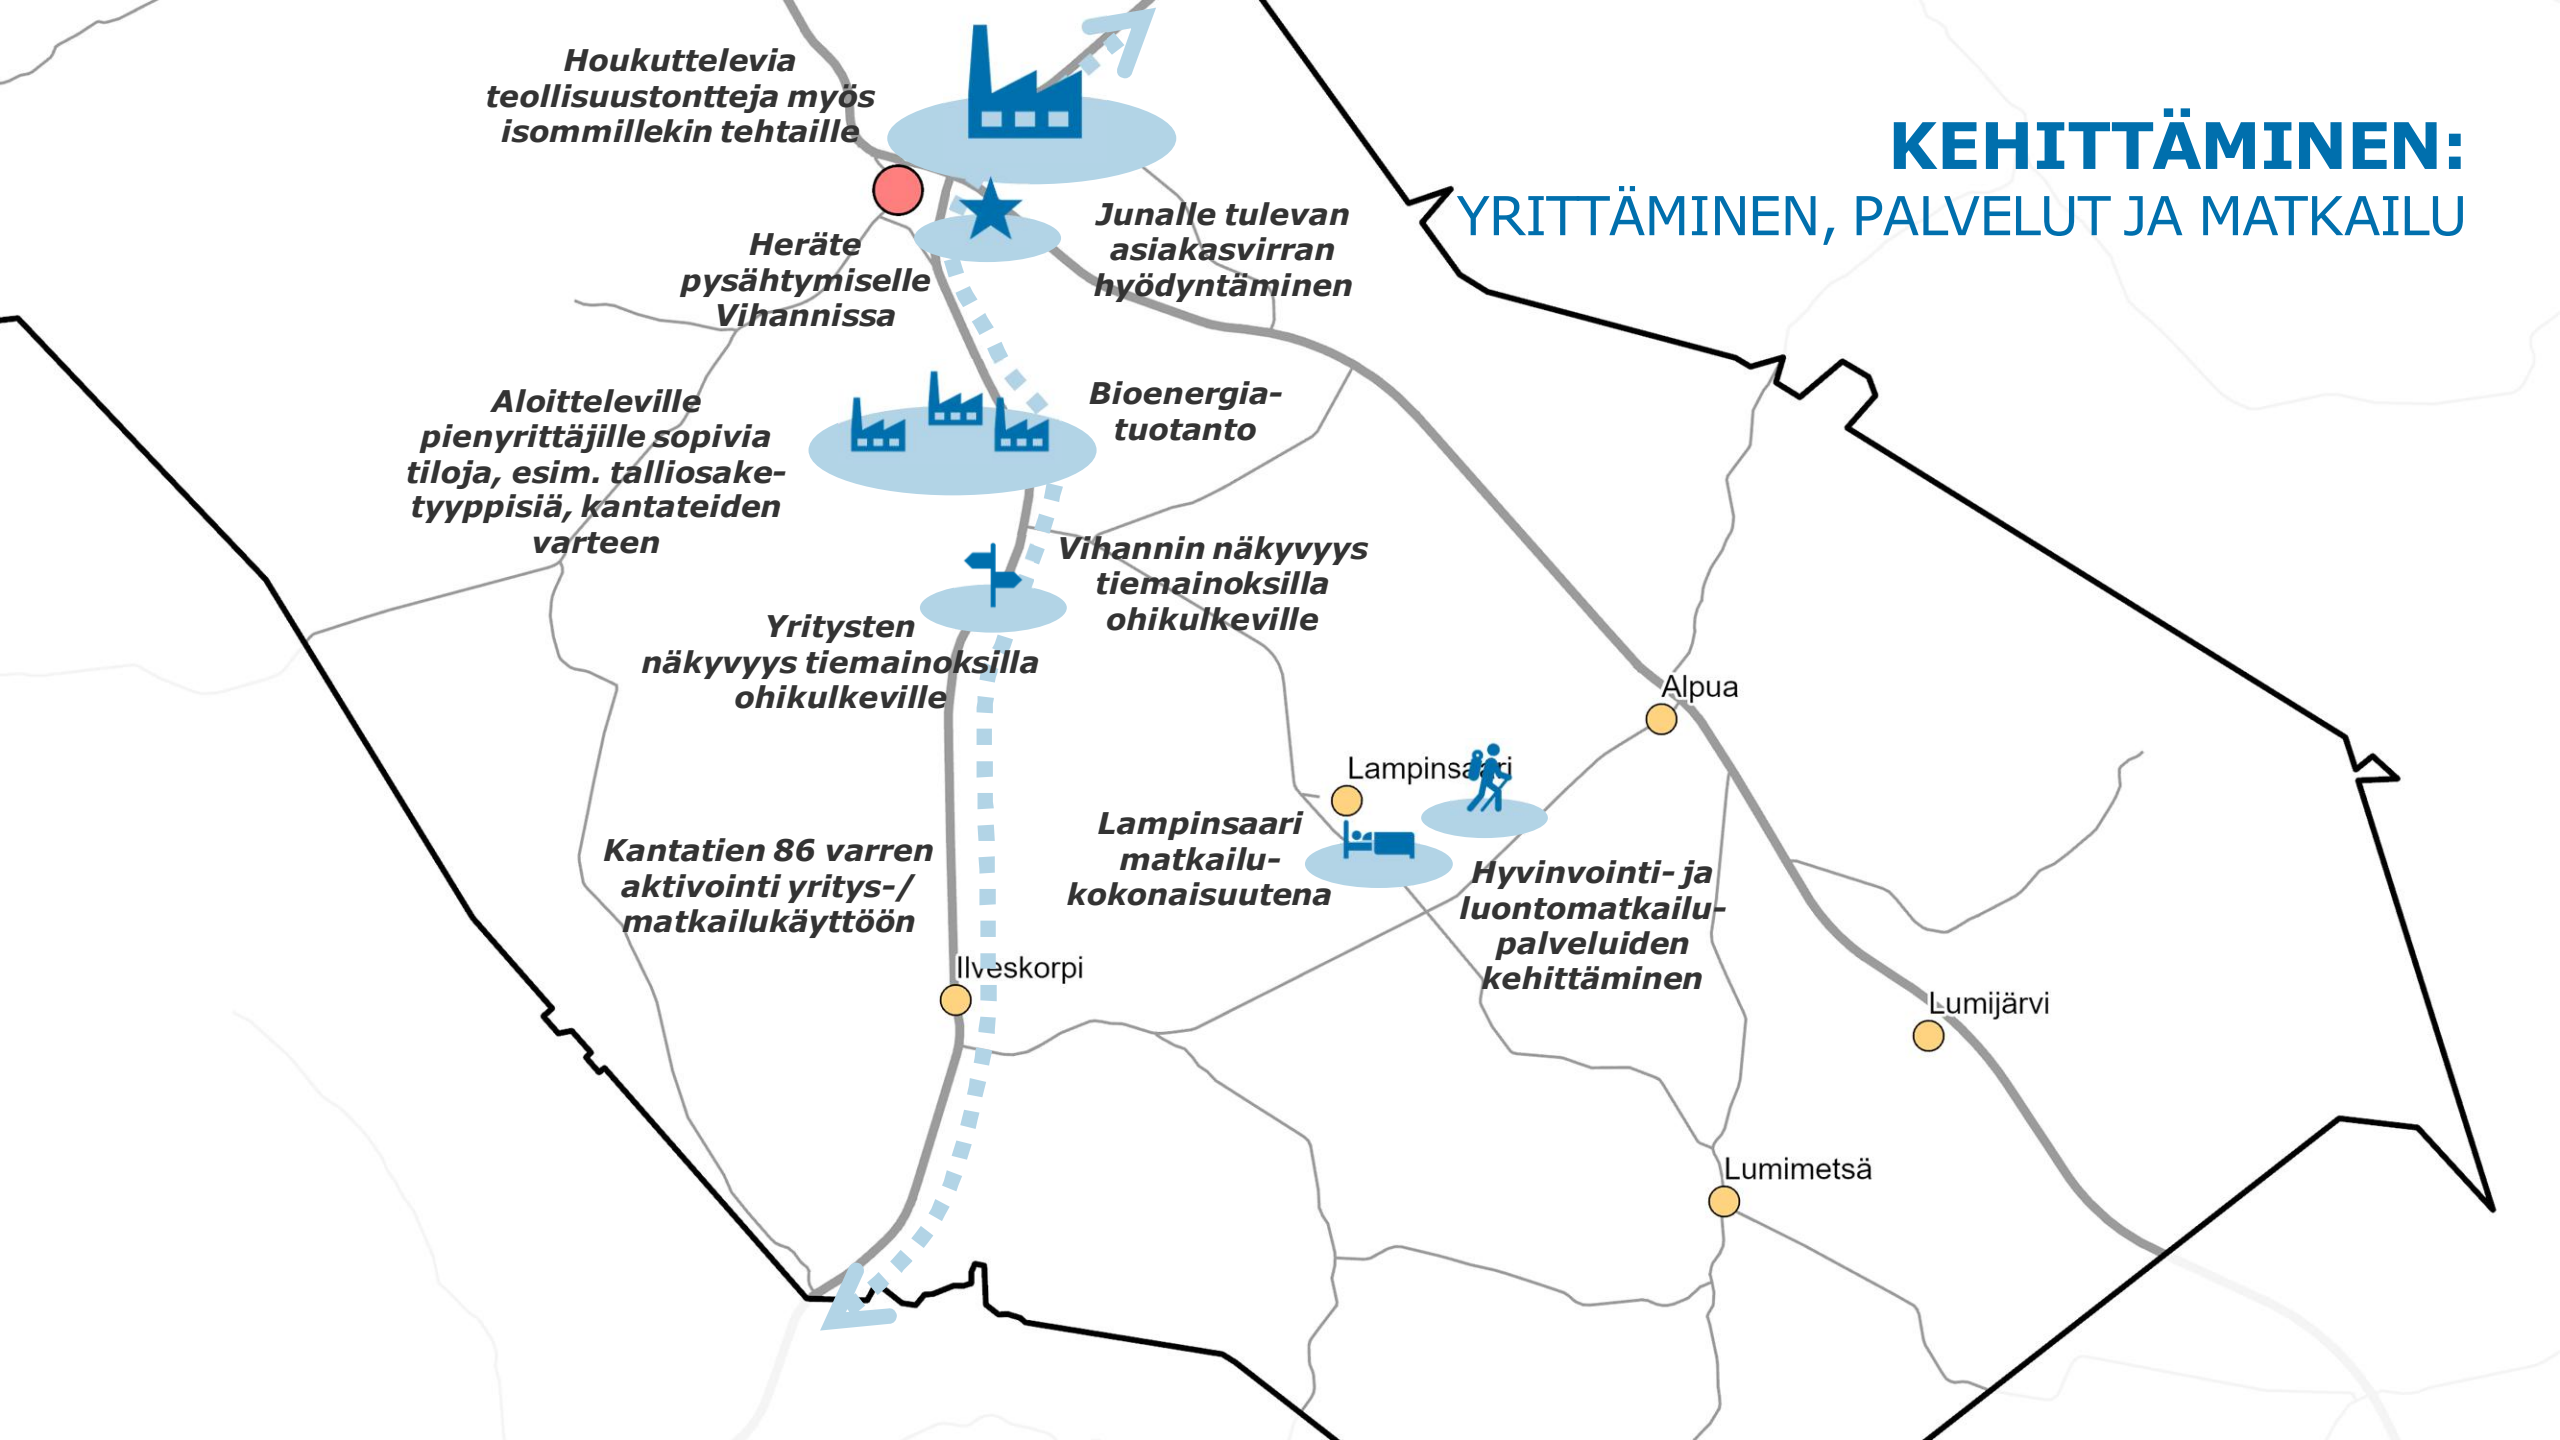 KEHITTÄMINEN:
YRITTÄMINEN, PALVELUT JA MATKAILU
Houkuttelevia
teollisuustontteja myös
isommillekin tehtaille
Junalle tulevan
asiakasvirran
hyödyntäminen
Heräte
pysähtymiselle
Vihannissa
Aloitteleville
pienyrittäjille sopivia
tiloja, esim. talliosake-
tyyppisiä, kantateiden
varteen
Bioenergia-
tuotanto
Vihannin näkyvyys
tiemainoksilla
ohikulkeville
Yritysten
näkyvyys tiemainoksilla
ohikulkeville
Alpua
Lampinsaari
Lampinsaari
matkailu-
kokonaisuutena
Kantatien 86 varren
aktivointi yritys-/
matkailukäyttöön
Hyvinvointi- ja
luontomatkailu-
palveluiden
kehittäminen
Ilveskorpi
Lumijärvi
Lumimetsä